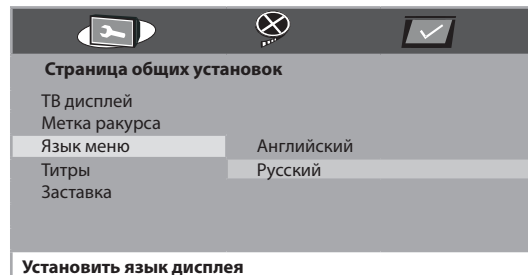 Страница общих установок
ТВ дисплей
Метка ракурса
Язык меню Английский
Титры Русский
Заставка
Установить язык дисплея